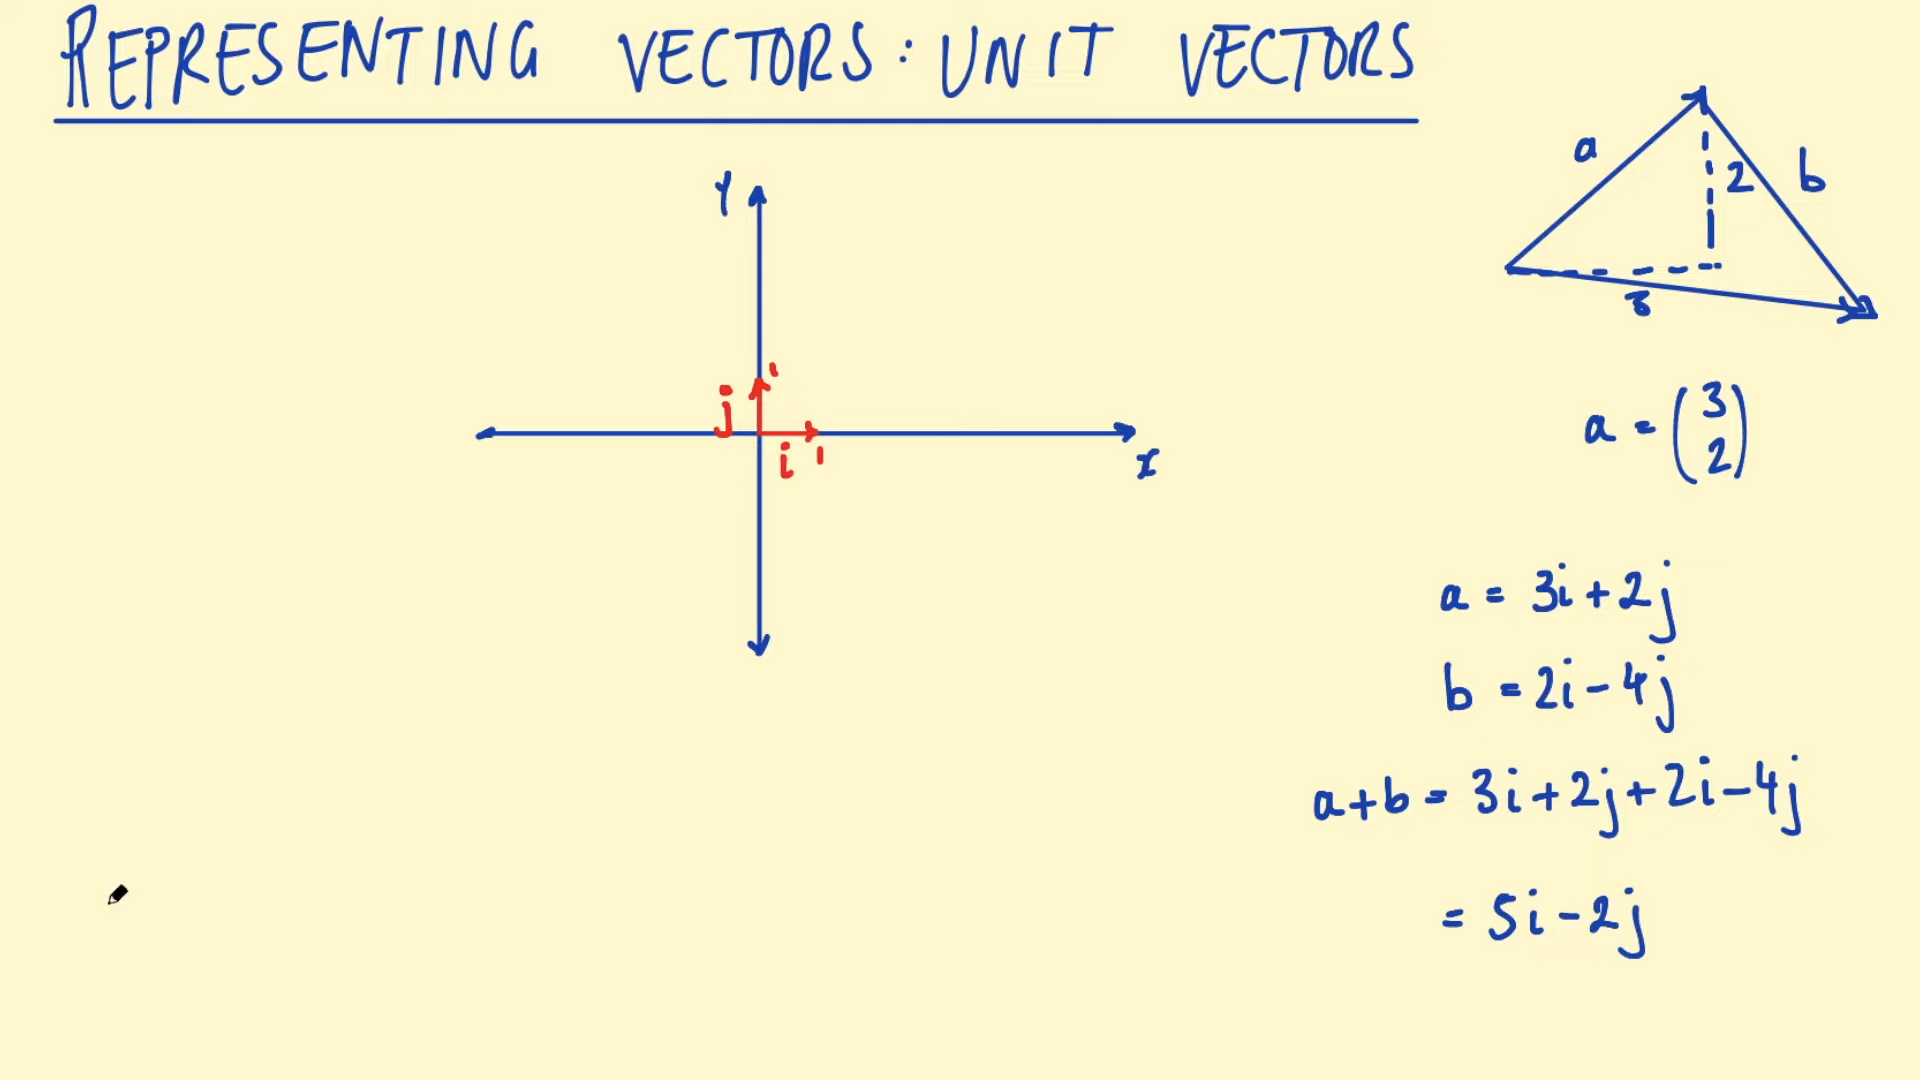 REPRESENTING VECTORS : UNIT VECTORS
a
2
b
3
Y
j 1
i 1
x
a = (3 2)
a = 3i + 2j
b = 2i - 4j
a + b = 3i + 2j + 2i - 4j
= 5i - 2j